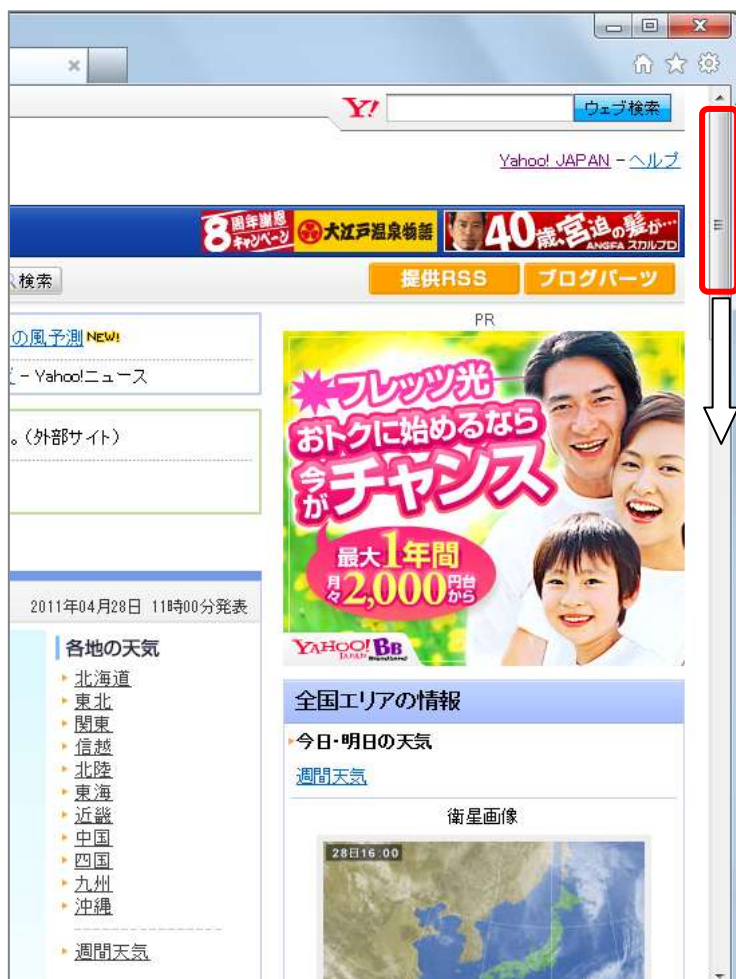 Y!
ウェブ検索
Yahoo! JAPAN - ヘルプ
8周年謝恩キャンペーン
大江戸温泉物語
40歳、宮迫の髪が…
ANGFA スカルプD
検索
提供RSS
ブログパーツ
の風予測 NEW!
- Yahoo!ニュース
。(外部サイト)
PR
フレッツ光
おトクに始めるなら
今がチャンス
最大1年間
月々2,000円台から
YAHOO! BB
JAPAN
2011年04月28日 11時00分発表
各地の天気
北海道
東北
関東
信越
北陸
東海
近畿
中国
四国
九州
沖縄
週間天気
全国エリアの情報
今日・明日の天気
週間天気
衛星画像
28日16:00